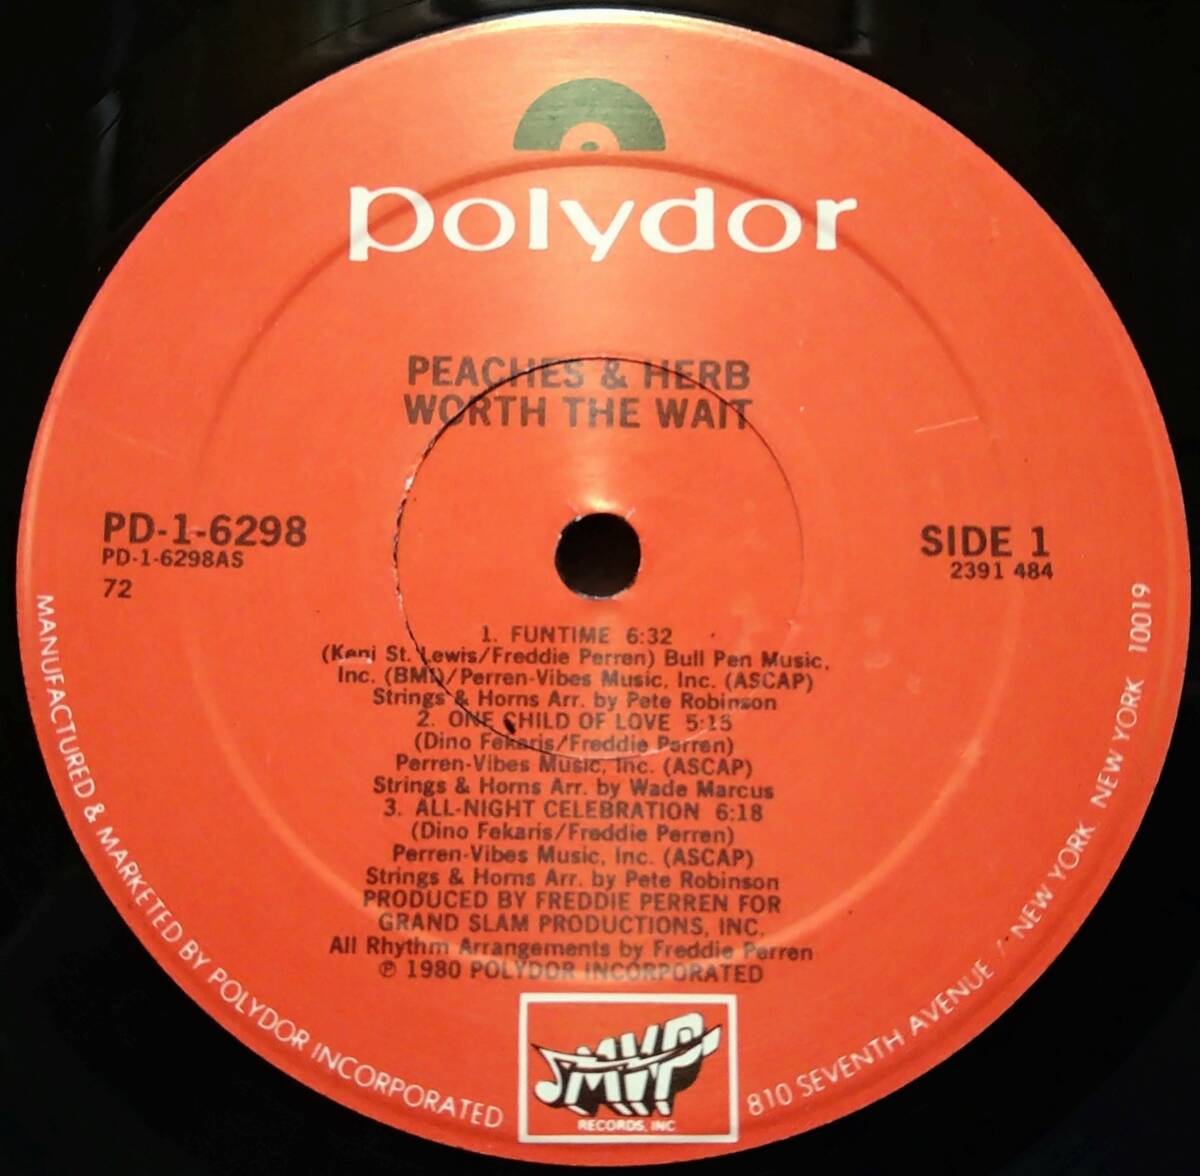 polydor
PEACHES & HERB
WORTH THE WAIT
PD-1-6298
PD-1-6298AS
72
SIDE 1
2391 484
1. FUNTIME 6:32
(Keni St. Lewis/Freddie Perren) Bull Pen Music,
Inc. (BMI)/Perren-Vibes Music, Inc. (ASCAP)
Strings & Horns Arr. by Pete Robinson
2. ONE CHILD OF LOVE 5:15
(Dino Fekaris/Freddie Perren)
Perren-Vibes Music, Inc. (ASCAP)
Strings & Horns Arr. by Wade Marcus
3. ALL-NIGHT CELEBRATION 6:18
(Dino Fekaris/Freddie Perren)
Perren-Vibes Music, Inc. (ASCAP)
Strings & Horns Arr. by Pete Robinson
PRODUCED BY FREDDIE PERREN FOR
GRAND SLAM PRODUCTIONS, INC.
All Rhythm Arrangements by Freddie Perren
℗ 1980 POLYDOR INCORPORATED
MVP
RECORDS, INC
MANUFACTURED & MARKETED BY POLYDOR INCORPORATED
810 SEVENTH AVENUE / NEW YORK NEW YORK 10019